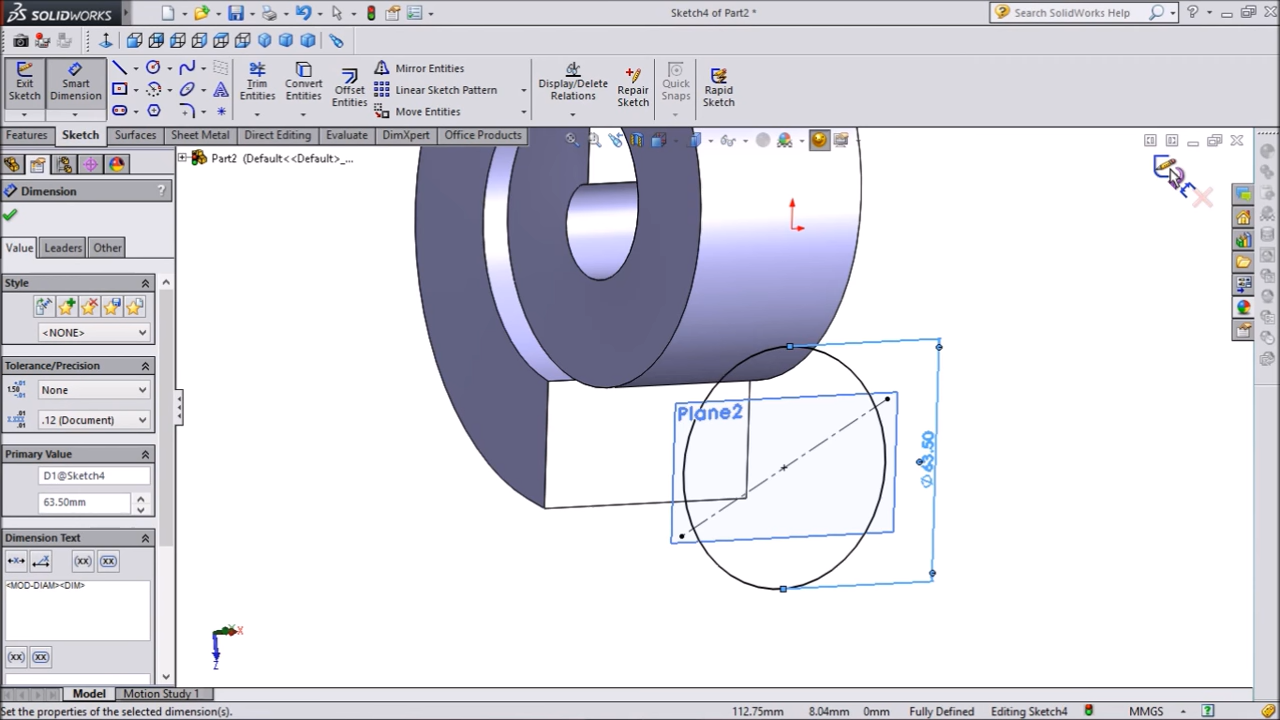 SOLIDWORKS
Sketch4 of Part2 *
Search SolidWorks Help
Exit Sketch
Smart Dimension
Trim Entities
Convert Entities
Offset Entities
Mirror Entities
Linear Sketch Pattern
Move Entities
Display/Delete Relations
Repair Sketch
Quick Snaps
Rapid Sketch
Features
Sketch
Surfaces
Sheet Metal
Direct Editing
Evaluate
DimXpert
Office Products
Part2 (Default<<Default>_...
Dimension
?
Value
Leaders
Other
Style
<NONE>
Tolerance/Precision
None
.12 (Document)
Primary Value
D1@Sketch4
63.50mm
Dimension Text
<MOD-DIAM><DIM>
Plane2
Ø63.50
X
Z
Model
Motion Study 1
Set the properties of the selected dimension(s).
112.75mm
8.04mm
0mm
Fully Defined
Editing Sketch4
MMGS